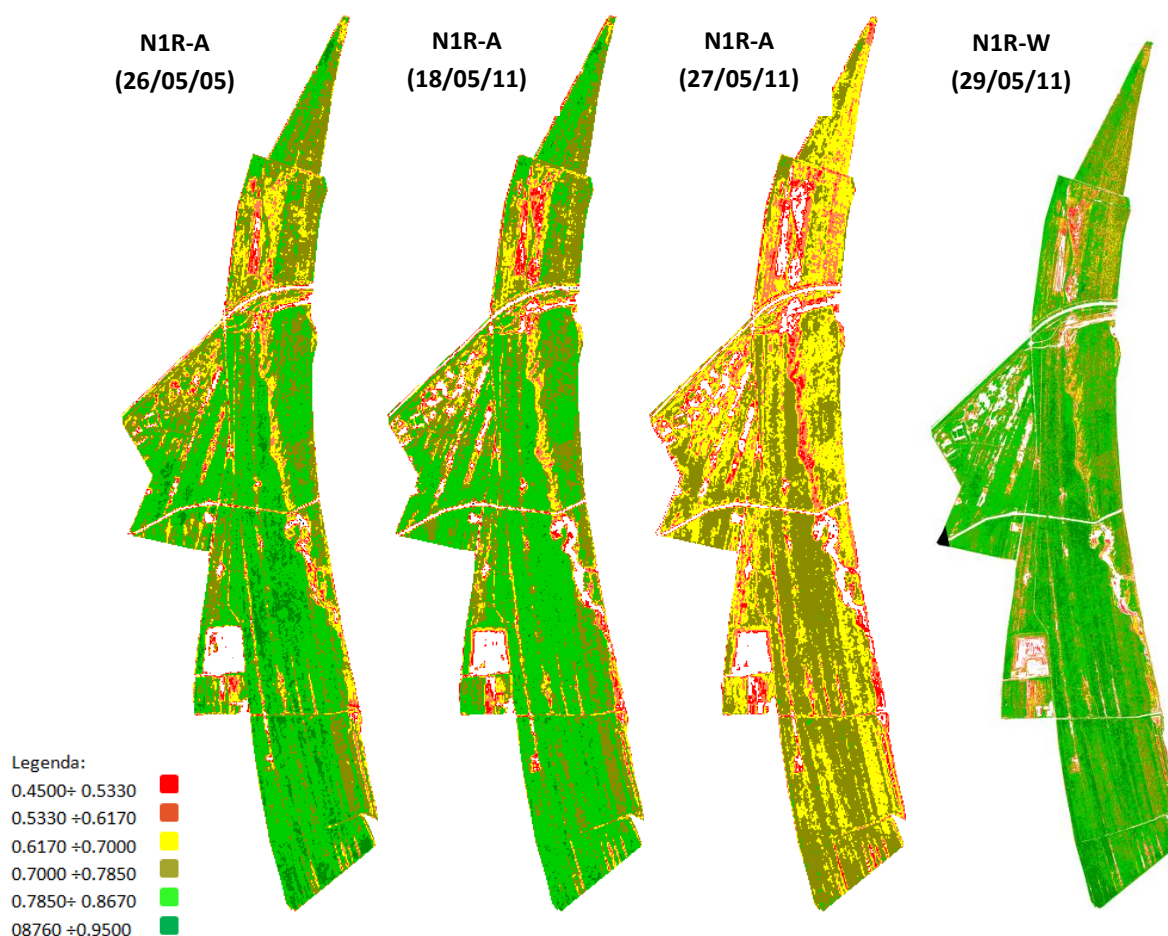 N1R-A
(26/05/05)
N1R-A
(18/05/11)
N1R-A
(27/05/11)
N1R-W
(29/05/11)
Legenda:
0.4500÷ 0.5330
0.5330 ÷0.6170
0.6170 ÷0.7000
0.7000 ÷0.7850
0.7850÷ 0.8670
08760 ÷0.9500